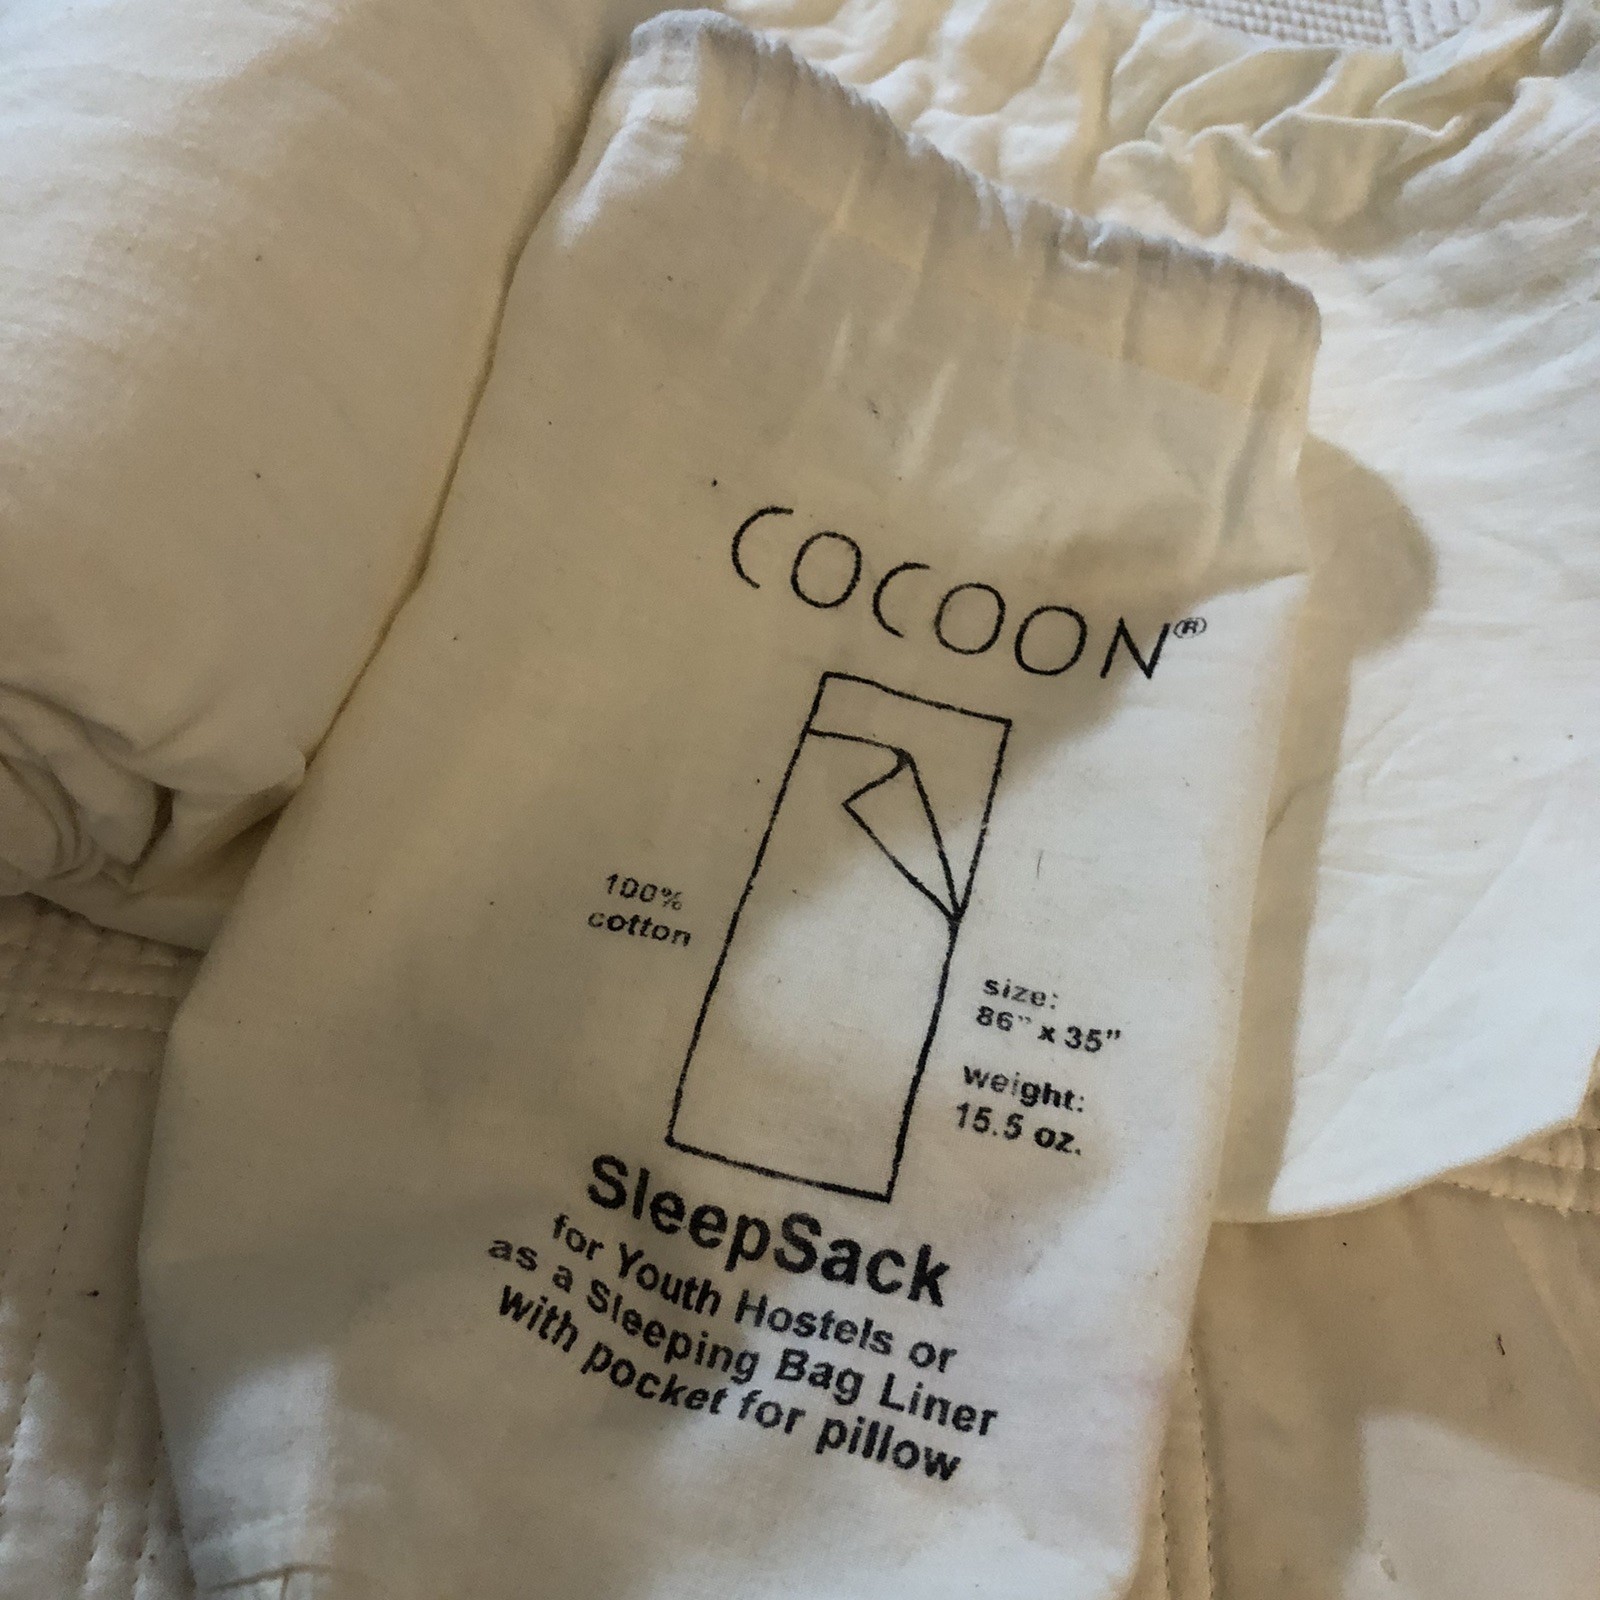 COCOON®
100%
cotton
size:
86" x 35"
weight:
15.5 oz.
SleepSack
for Youth Hostels or
as a Sleeping Bag Liner
with pocket for pillow